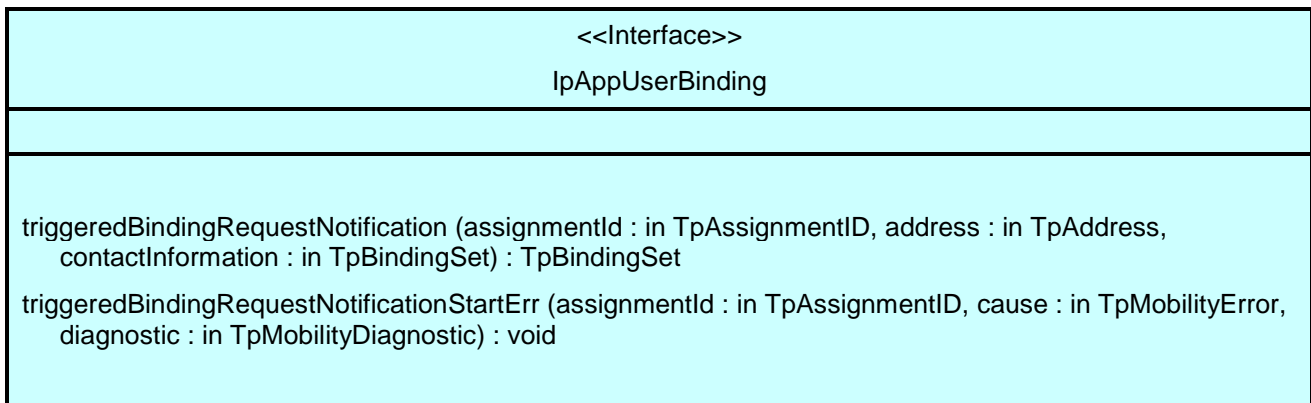 <<Interface>>
IpAppUserBinding
triggeredBindingRequestNotification (assignmentId : in TpAssignmentID, address : in TpAddress,
contactInformation : in TpBindingSet) : TpBindingSet
triggeredBindingRequestNotificationStartErr (assignmentId : in TpAssignmentID, cause : in TpMobilityError,
diagnostic : in TpMobilityDiagnostic) : void